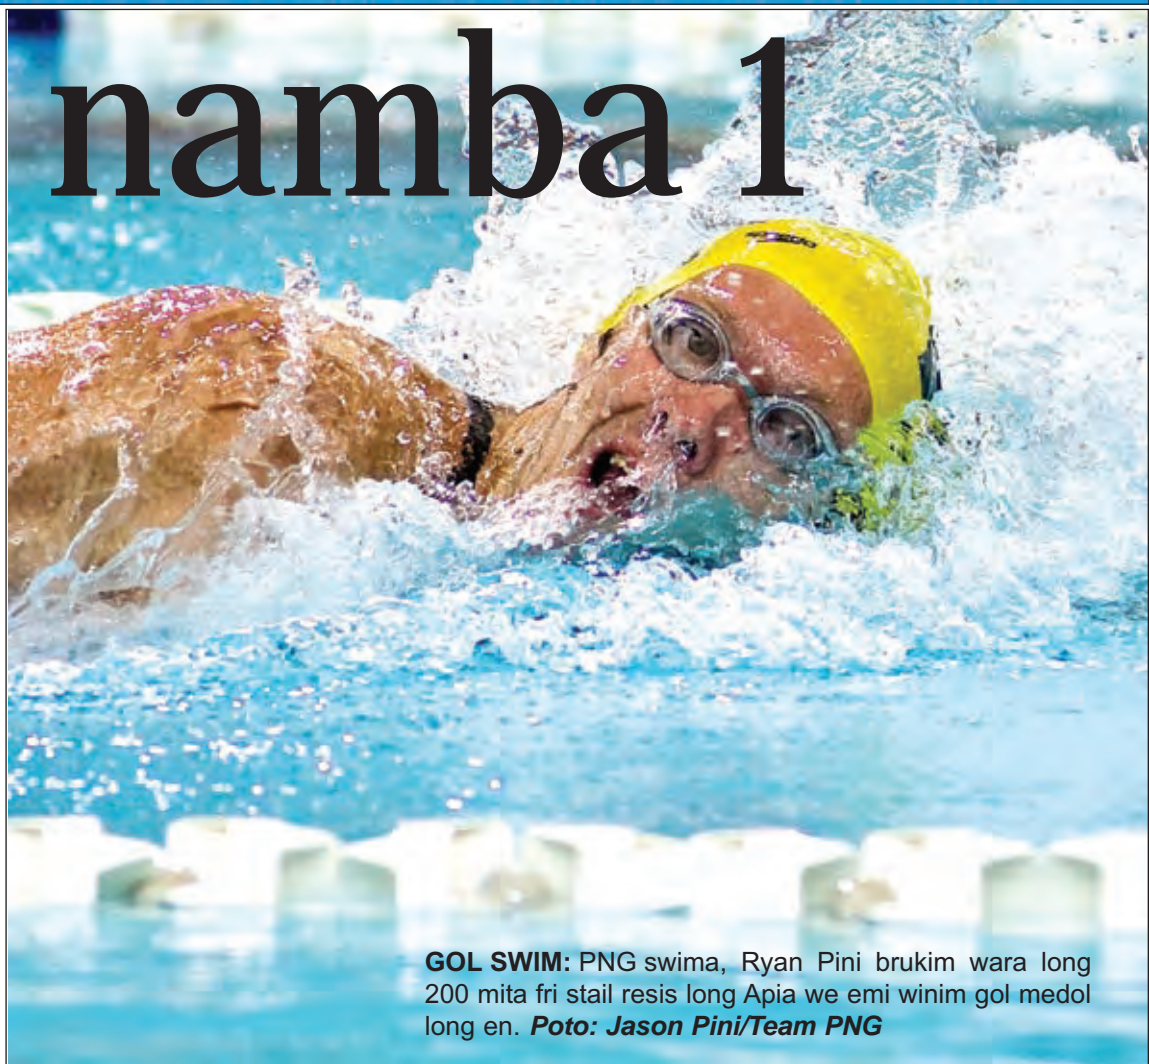 namba 1
GOL SWIM: PNG swima, Ryan Pini brukim wara long
200 mita fri stail resis long Apia we emi winim gol medol
long en. Poto: Jason Pini/Team PNG